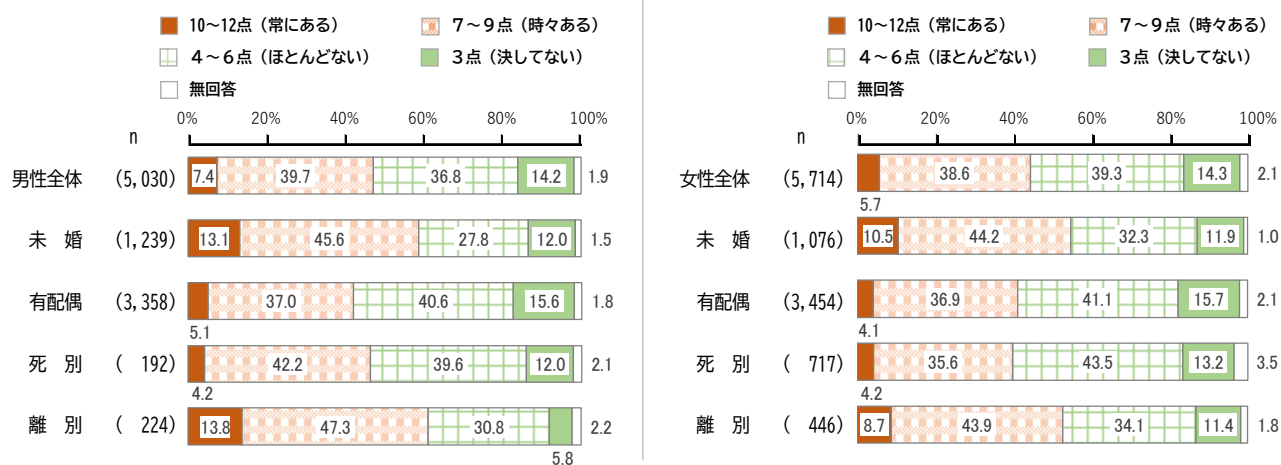 10～12点（常にある）
７～９点（時々ある）
４～６点（ほとんどない）
３点（決してない）
無回答
0% 20% 40% 60% 80% 100%
n
男性全体 (5,030) 7.4 39.7 36.8 14.2 1.9
未 婚 (1,239) 13.1 45.6 27.8 12.0 1.5
有配偶 (3,358) 37.0 40.6 15.6 1.8
5.1
死 別 ( 192) 42.2 39.6 12.0 2.1
4.2
離 別 ( 224) 13.8 47.3 30.8 2.2
5.8
10～12点（常にある）
７～９点（時々ある）
４～６点（ほとんどない）
３点（決してない）
無回答
0% 20% 40% 60% 80% 100%
n
女性全体 (5,714) 38.6 39.3 14.3 2.1
5.7
未 婚 (1,076) 10.5 44.2 32.3 11.9 1.0
有配偶 (3,454) 36.9 41.1 15.7 2.1
4.1
死 別 ( 717) 35.6 43.5 13.2 3.5
4.2
離 別 ( 446) 8.7 43.9 34.1 11.4 1.8